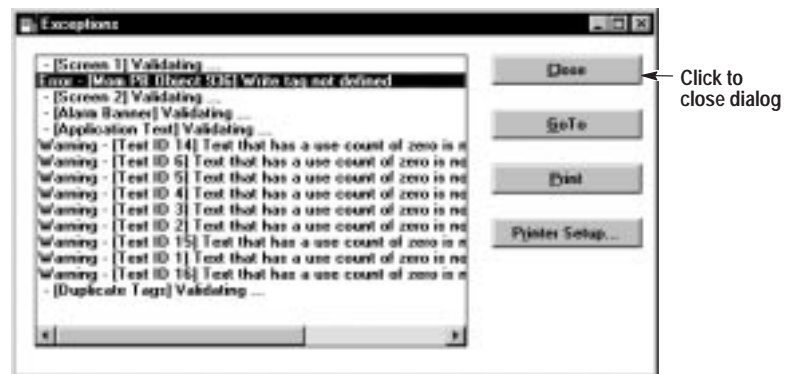 Exceptions
- [Screen 1] Validating ...
Error - [Mom PB Object 936] Write tag not defined
- [Screen 2] Validating ...
- [Alarm Banner] Validating ...
- [Application Text] Validating ...
Warning - [Text ID 14] Text that has a use count of zero is n
Warning - [Text ID 6] Text that has a use count of zero is no
Warning - [Text ID 5] Text that has a use count of zero is no
Warning - [Text ID 4] Text that has a use count of zero is no
Warning - [Text ID 3] Text that has a use count of zero is no
Warning - [Text ID 2] Text that has a use count of zero is no
Warning - [Text ID 15] Text that has a use count of zero is n
Warning - [Text ID 1] Text that has a use count of zero is no
Warning - [Text ID 16] Text that has a use count of zero is n
- [Duplicate Tags] Validating ...
Close
GoTo
Print
Printer Setup...
Click to
close dialog